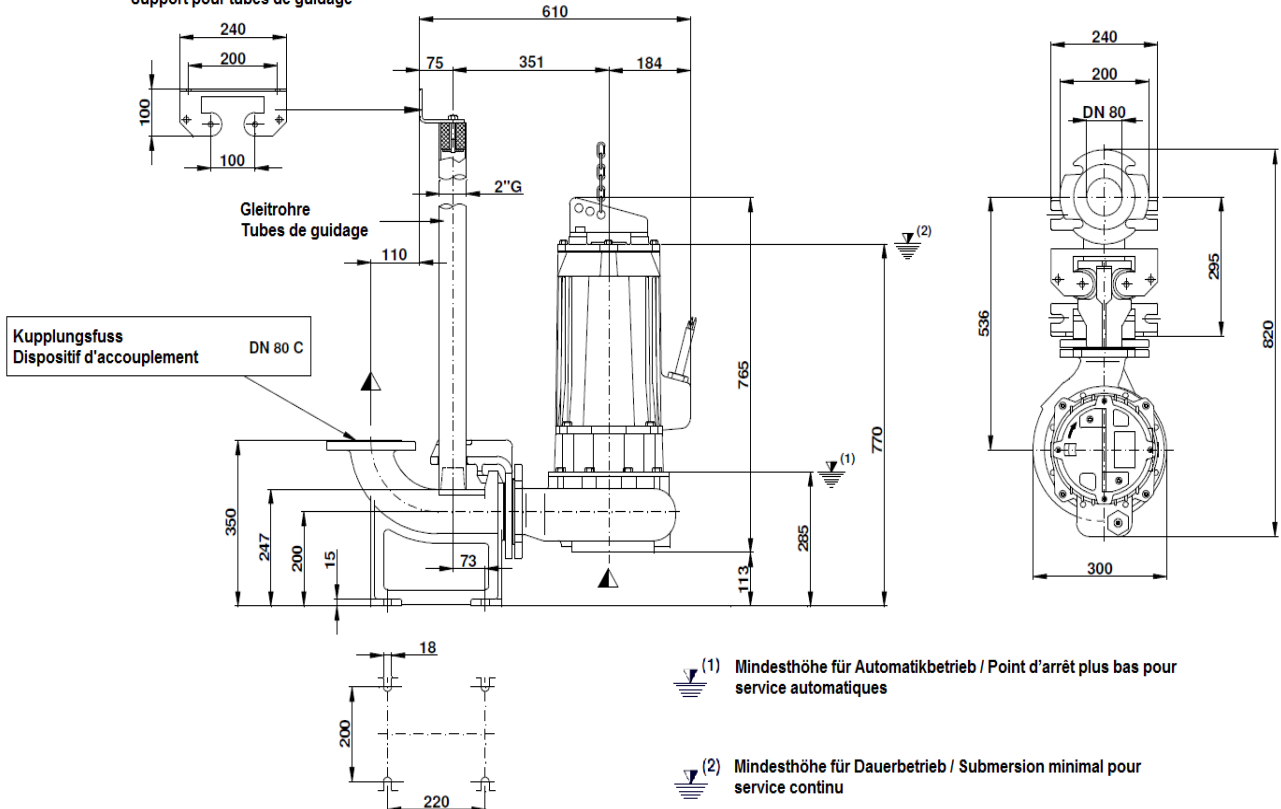 Support pour tubes de guidage
240
200
100
100
610
75
351
184
2"G
Gleitrohre
Tubes de guidage
110
Kupplungsfuss
Dispositif d'accouplement
DN 80 C
350
247
200
15
73
765
770
285
113
(2)
(1)
240
200
DN 80
536
295
820
300
18
200
220
(1) Mindesthöhe für Automatikbetrieb / Point d'arrêt plus bas pour
service automatiques
(2) Mindesthöhe für Dauerbetrieb / Submersion minimal pour
service continu